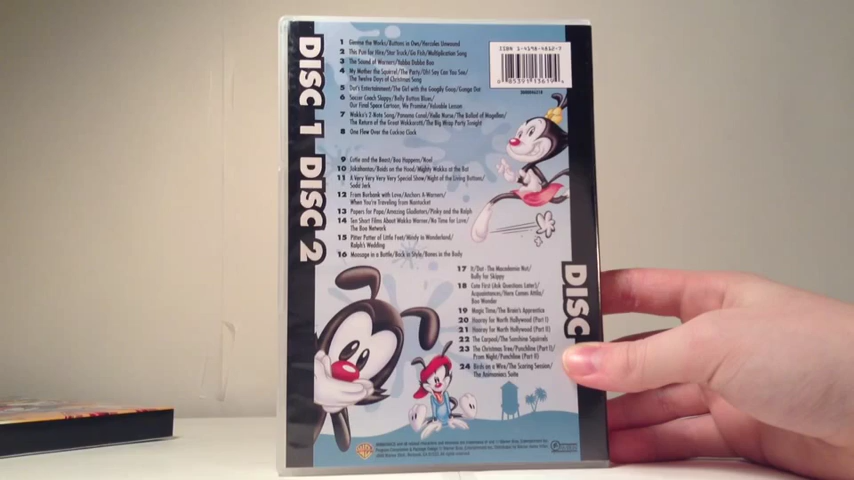 DISC 1
1 Gimme the Works/Buttons in Ows/Hercules Unwound
2 This Pun for Hire/Star Truck/Go Fish/Multiplication Song
3 The Sound of Warners/Yabba Dabba Boo
4 My Mother the Squirrel/The Party/Oh! Say Can You See/
The Twelve Days of Christmas Song
5 Dot's Entertainment/The Girl with the Googily Goop/Gunga Dot
6 Soccer Coach Slappy/Belly Button Blues/
Our Final Space Cartoon, We Promise/Valuable Lesson
7 Wakko's 2-Note Song/Panama Canal/Hello Nurse/The Ballad of Magellan/
The Return of the Great Wakkorotti/The Big Wrap Party Tonight
8 One Flew Over the Cuckoo Clock
DISC 2
9 Cutie and the Beast/Boo Happens/Noel
10 Jokahontas/Boids on the Hood/Mighty Wakko at the Bat
11 A Very Very Very Very Special Show/Night of the Living Buttons/
Soda Jerk
12 From Burbank with Love/Anchors A-Warners/
When You're Traveling from Nantucket
13 Papers for Papa/Amazing Gladiators/Pinky and the Ralph
14 Ten Short Films About Wakko Warner/No Time for Love/
The Boo Network
15 Pitter Patter of Little Feet/Mindy in Wonderland/
Ralph's Wedding
16 Message in a Bottle/Back in Style/Bones in the Body
DISC
17 It/Dot - The Macadamia Nut/
Bully for Skippy
18 Cute First (Ask Questions Later)/
Acquaintances/Here Comes Attila/
Boo Wonder
19 Magic Time/The Brain's Apprentice
20 Hooray for North Hollywood (Part I)
21 Hooray for North Hollywood (Part II)
22 The Carpool/The Sunshine Squirrels
23 The Christmas Tree/Punchline (Part I)/
Prom Night/Punchline (Part II)
24 Birds on a Wire/The Scoring Session/
The Animaniacs Suite
ISBN 1-4198-4612-7